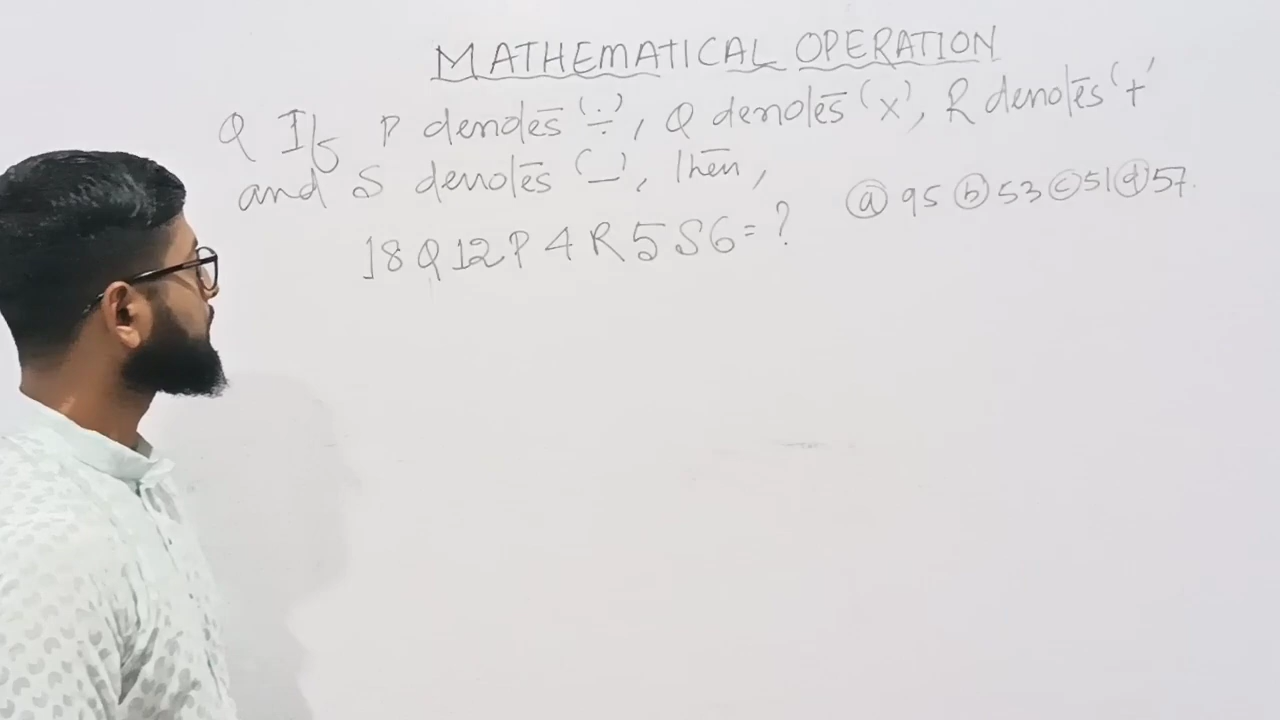 MATHEMATICAL OPERATION
Q If P denotes (÷), Q denotes (×), R denotes '+'
and S denotes (–), then,
18 Q 12 P 4 R 5 S 6 = ?
(a) 95 (b) 53 (c) 51 (d) 57.